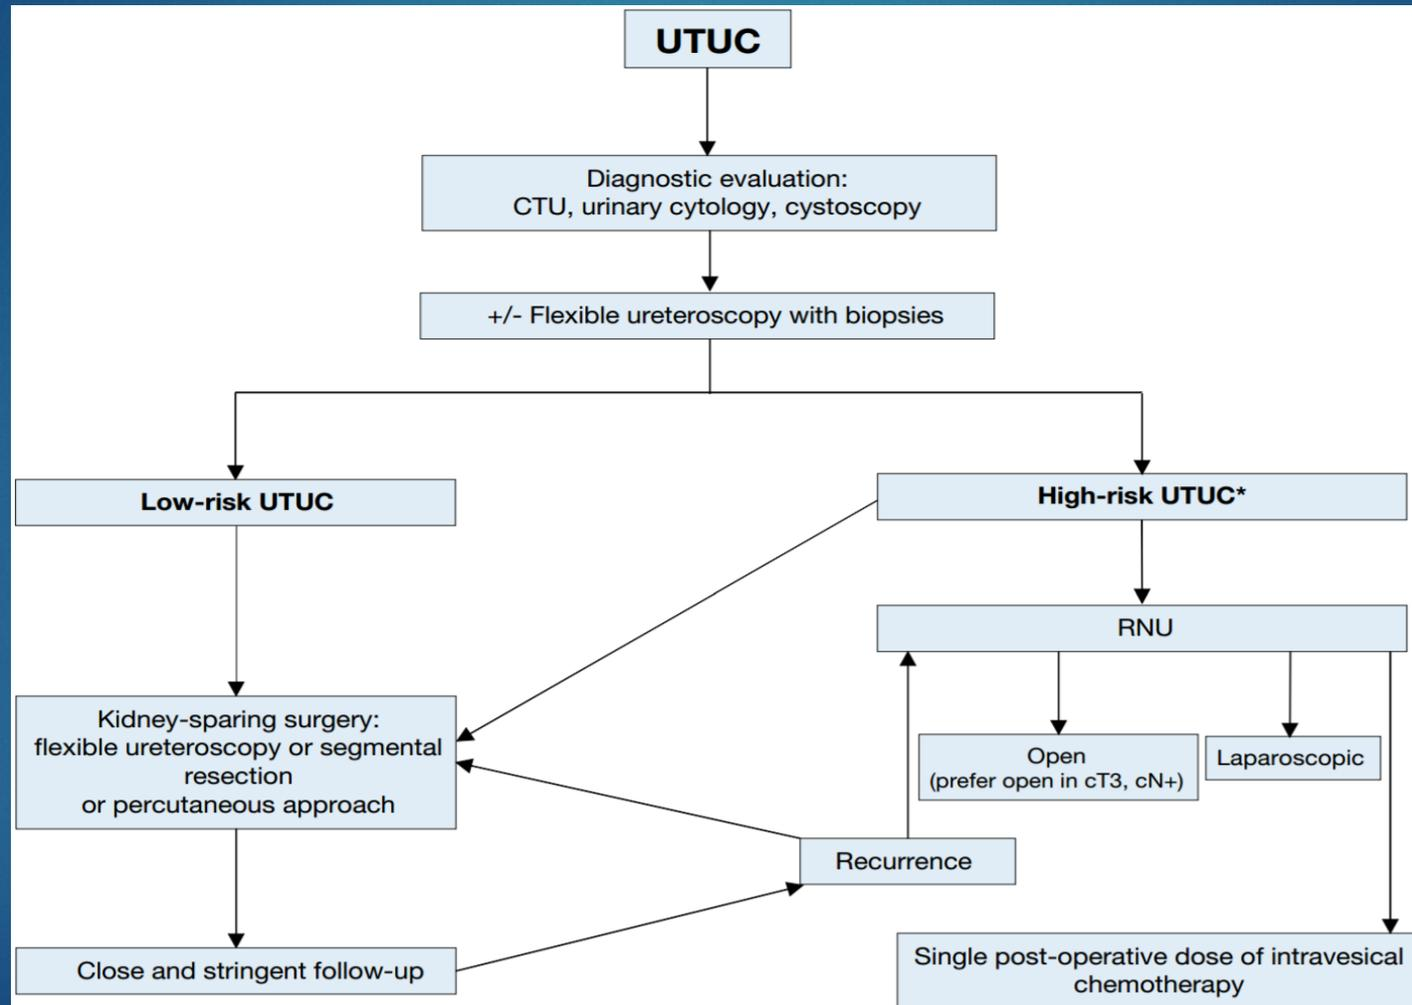 UTUC
Diagnostic evaluation:
CTU, urinary cytology, cystoscopy
+/- Flexible ureteroscopy with biopsies
Low-risk UTUC
High-risk UTUC*
RNU
Kidney-sparing surgery:
flexible ureteroscopy or segmental
resection
or percutaneous approach
Open
(prefer open in cT3, cN+)
Laparoscopic
Recurrence
Close and stringent follow-up
Single post-operative dose of intravesical
chemotherapy